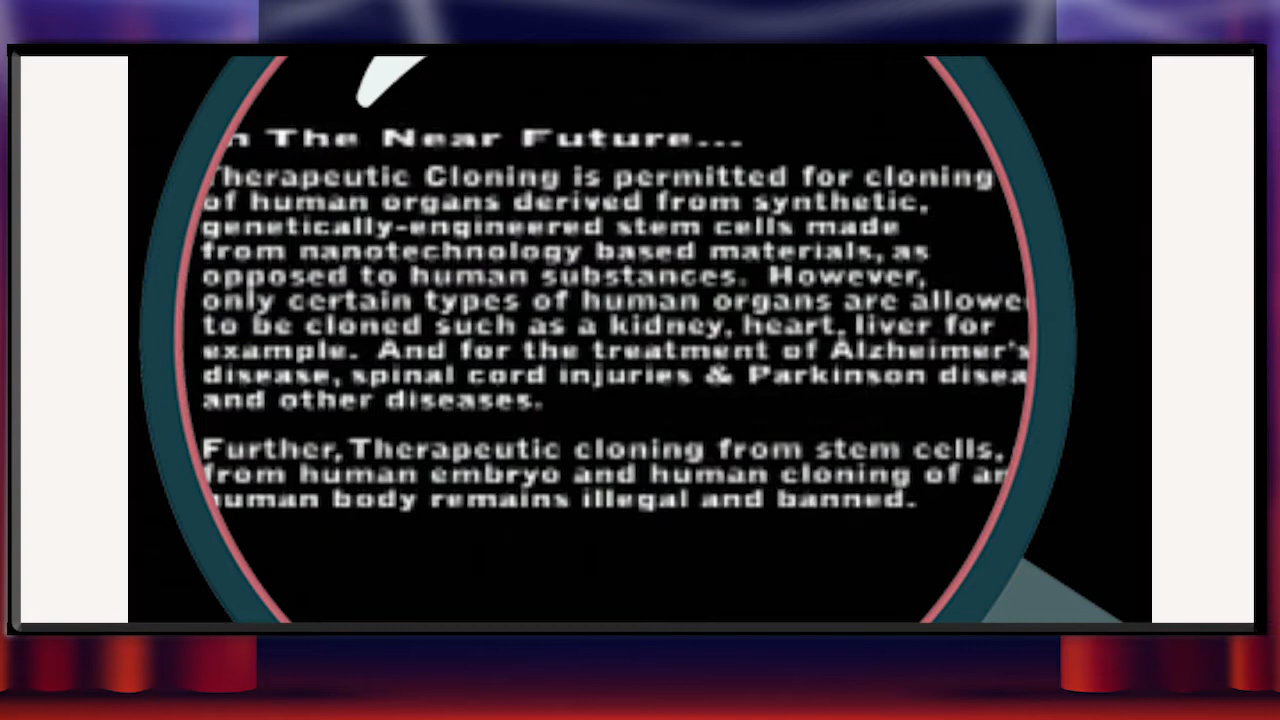 n The Near Future...
Therapeutic Cloning is permitted for cloning
of human organs derived from synthetic,
genetically-engineered stem cells made
from nanotechnology based materials, as
opposed to human substances. However,
only certain types of human organs are allowe
to be cloned such as a kidney, heart, liver for
example. And for the treatment of Alzheimer's
disease, spinal cord injuries & Parkinson disea
and other diseases.
Further, Therapeutic cloning from stem cells,
from human embryo and human cloning of an
human body remains illegal and banned.